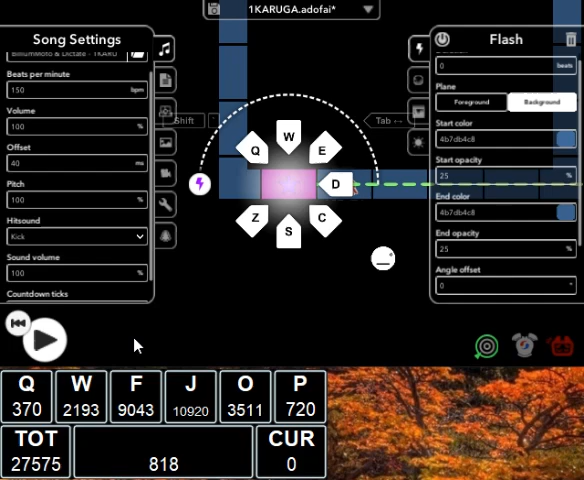 1KARUGA.adofai*
Song Settings
BilliumMoto & Dictate - 1KARU
Beats per minute
150 bpm
Volume
100 %
Offset
40 ms
Pitch
100 %
Hitsound
Kick
Sound volume
100 %
Countdown ticks
Shift
Tab
Q
W
E
D
Z
S
C
Flash
0 beats
Plane
Foreground Background
Start color
4b7db4c8
Start opacity
25 %
End color
4b7db4c8
End opacity
25 %
Angle offset
0 °
Q W F J O P
370 2193 9043 10920 3511 720
TOT CUR
27575 818 0